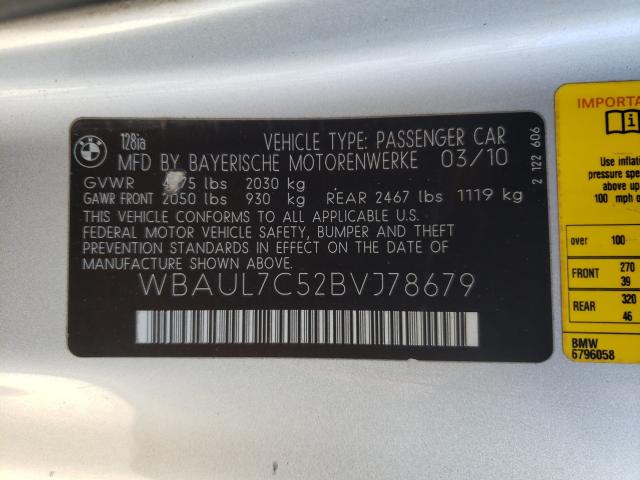 BMW
128ia
VEHICLE TYPE: PASSENGER CAR
MFD BY BAYERISCHE MOTORENWERKE 03/10
GVWR lbs 2030 kg
GAWR FRONT 2050 lbs 930 kg REAR 2467 lbs 1119 kg
THIS VEHICLE CONFORMS TO ALL APPLICABLE U.S.
FEDERAL MOTOR VEHICLE SAFETY, BUMPER AND THEFT
PREVENTION STANDARDS IN EFFECT ON THE DATE OF
MANUFACTURE SHOWN ABOVE.
WBAUL7C52BVJ78679
2 122 606
IMPORTA
Use inflat
pressure spe
above up
100 mph o
over 100
FRONT 270
39
REAR 320
46
BMW
6796058